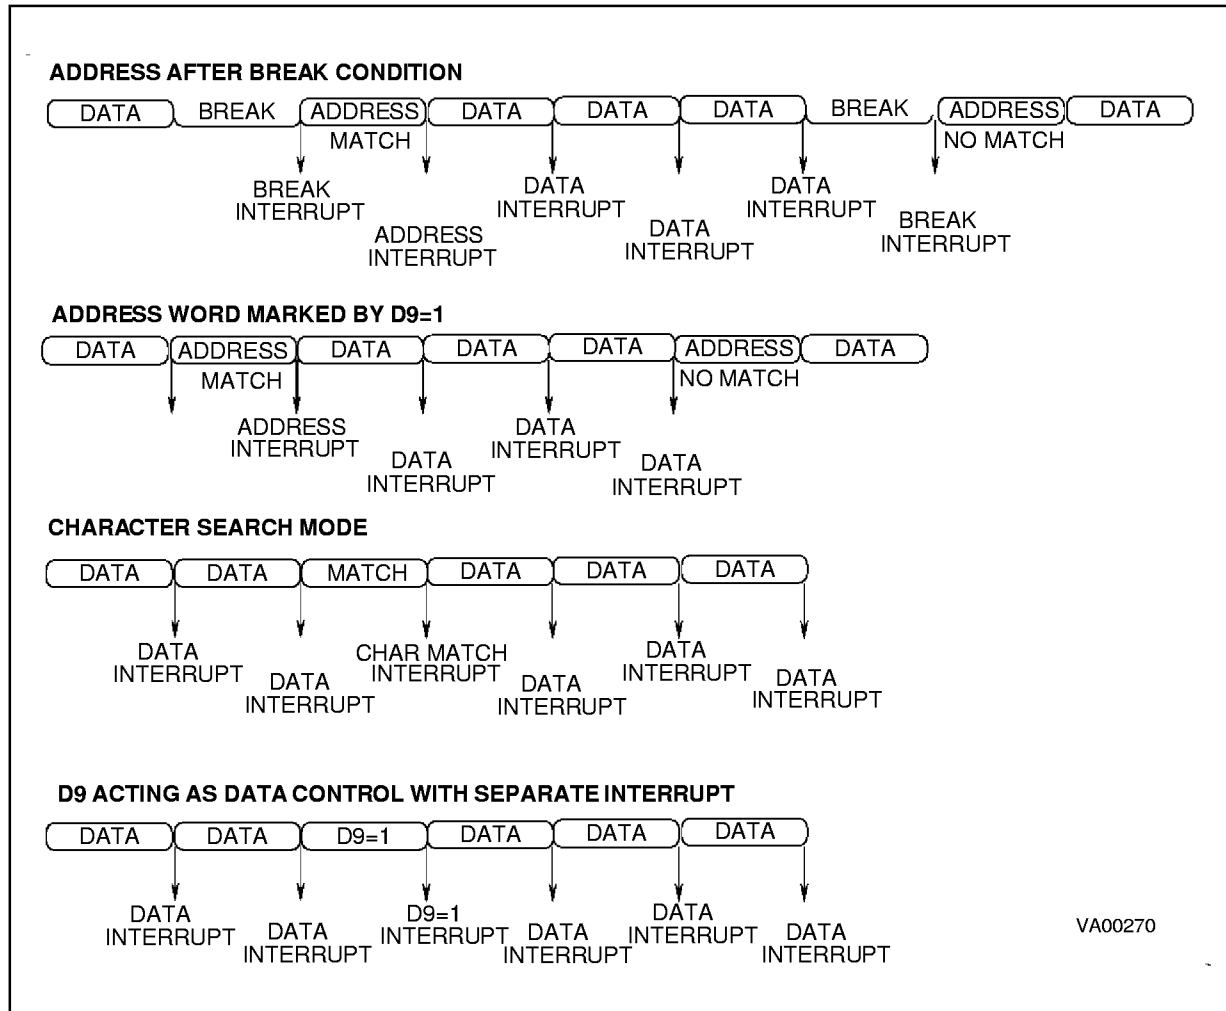 ADDRESS AFTER BREAK CONDITION
DATA BREAK ADDRESS DATA DATA DATA BREAK ADDRESS DATA
MATCH NO MATCH
BREAK
INTERRUPT
ADDRESS
INTERRUPT
DATA
INTERRUPT
DATA
INTERRUPT
DATA
INTERRUPT
BREAK
INTERRUPT
ADDRESS WORD MARKED BY D9=1
DATA ADDRESS DATA DATA DATA ADDRESS DATA
MATCH NO MATCH
ADDRESS
INTERRUPT
DATA
INTERRUPT
DATA
INTERRUPT
DATA
INTERRUPT
CHARACTER SEARCH MODE
DATA DATA MATCH DATA DATA DATA
DATA
INTERRUPT
DATA
INTERRUPT
CHAR MATCH
INTERRUPT
DATA
INTERRUPT
DATA
INTERRUPT
DATA
INTERRUPT
D9 ACTING AS DATA CONTROL WITH SEPARATE INTERRUPT
DATA DATA D9=1 DATA DATA DATA
DATA
INTERRUPT
DATA
INTERRUPT
D9=1
INTERRUPT
DATA
INTERRUPT
DATA
INTERRUPT
DATA
INTERRUPT
VA00270